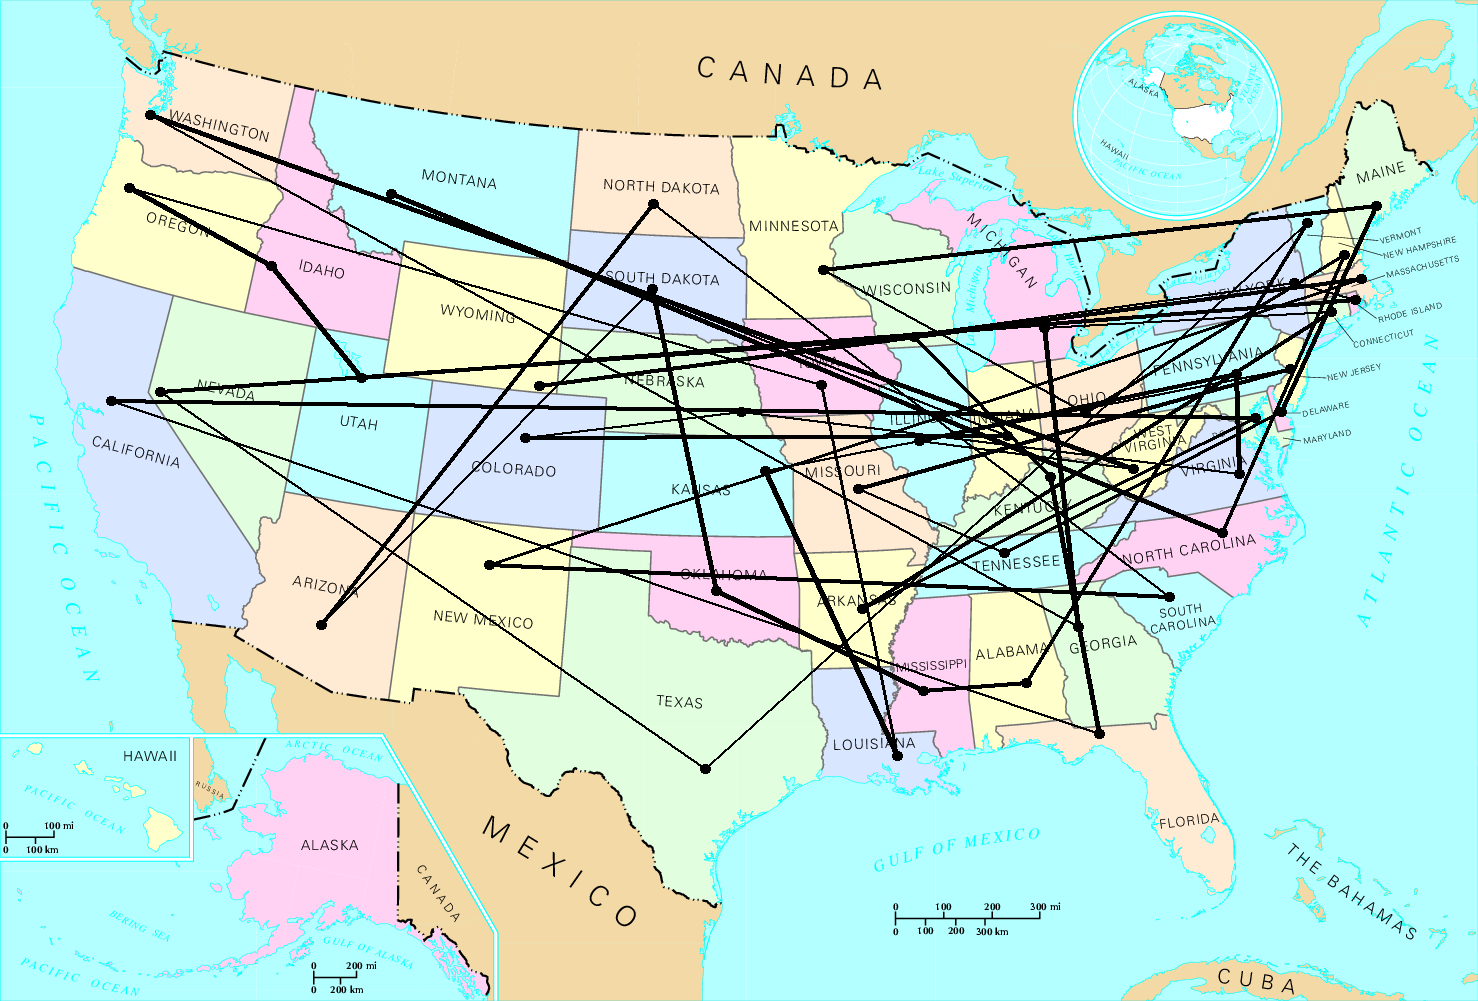 CANADA
ALASKA
ATLANTIC
OCEAN
HAWAII
PACIFIC OCEAN
WASHINGTON
MONTANA
NORTH DAKOTA
MINNESOTA
Lake Superior
MICHIGAN
MAINE
OREGON
IDAHO
SOUTH DAKOTA
WISCONSIN
VERMONT
NEW HAMPSHIRE
MASSACHUSETTS
NEW YORK
WYOMING
RHODE ISLAND
CONNECTICUT
PENNSYLVANIA
NEW JERSEY
NEVADA
NEBRASKA
IOWA
UTAH
ILLINOIS
INDIANA
OHIO
DELAWARE
MARYLAND
CALIFORNIA
COLORADO
KANSAS
MISSOURI
WEST
VIRGINIA
VIRGINIA
KENTUCKY
PACIFIC OCEAN
ATLANTIC OCEAN
ARIZONA
NEW MEXICO
OKLAHOMA
ARKANSAS
TENNESSEE
NORTH CAROLINA
SOUTH
CAROLINA
MISSISSIPPI
ALABAMA
GEORGIA
TEXAS
LOUISIANA
FLORIDA
HAWAII
PACIFIC OCEAN
0 100 mi
0 100 km
ARCTIC OCEAN
RUSSIA
ALASKA
CANADA
BERING SEA
GULF OF ALASKA
PACIFIC OCEAN
0 200 mi
0 200 km
MEXICO
GULF OF MEXICO
0 100 200 300 mi
0 100 200 300 km
THE BAHAMAS
CUBA